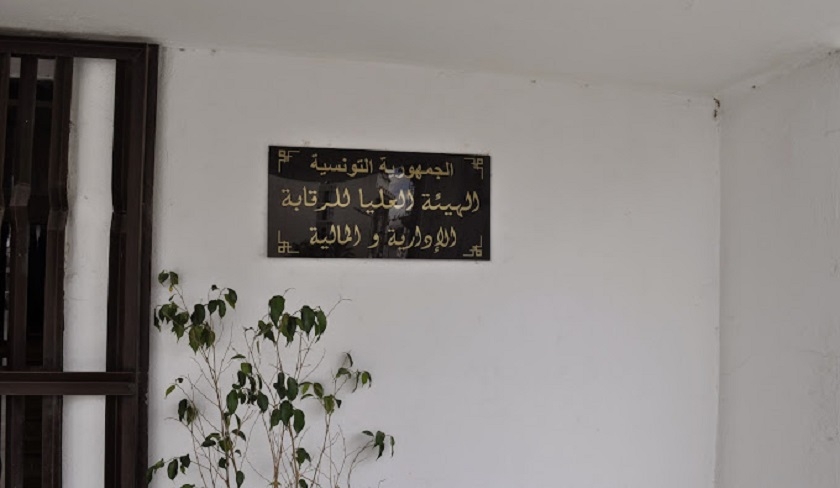 الجمهورية التونسية
الهيئة العليا للرقابة
الإدارية و المالية